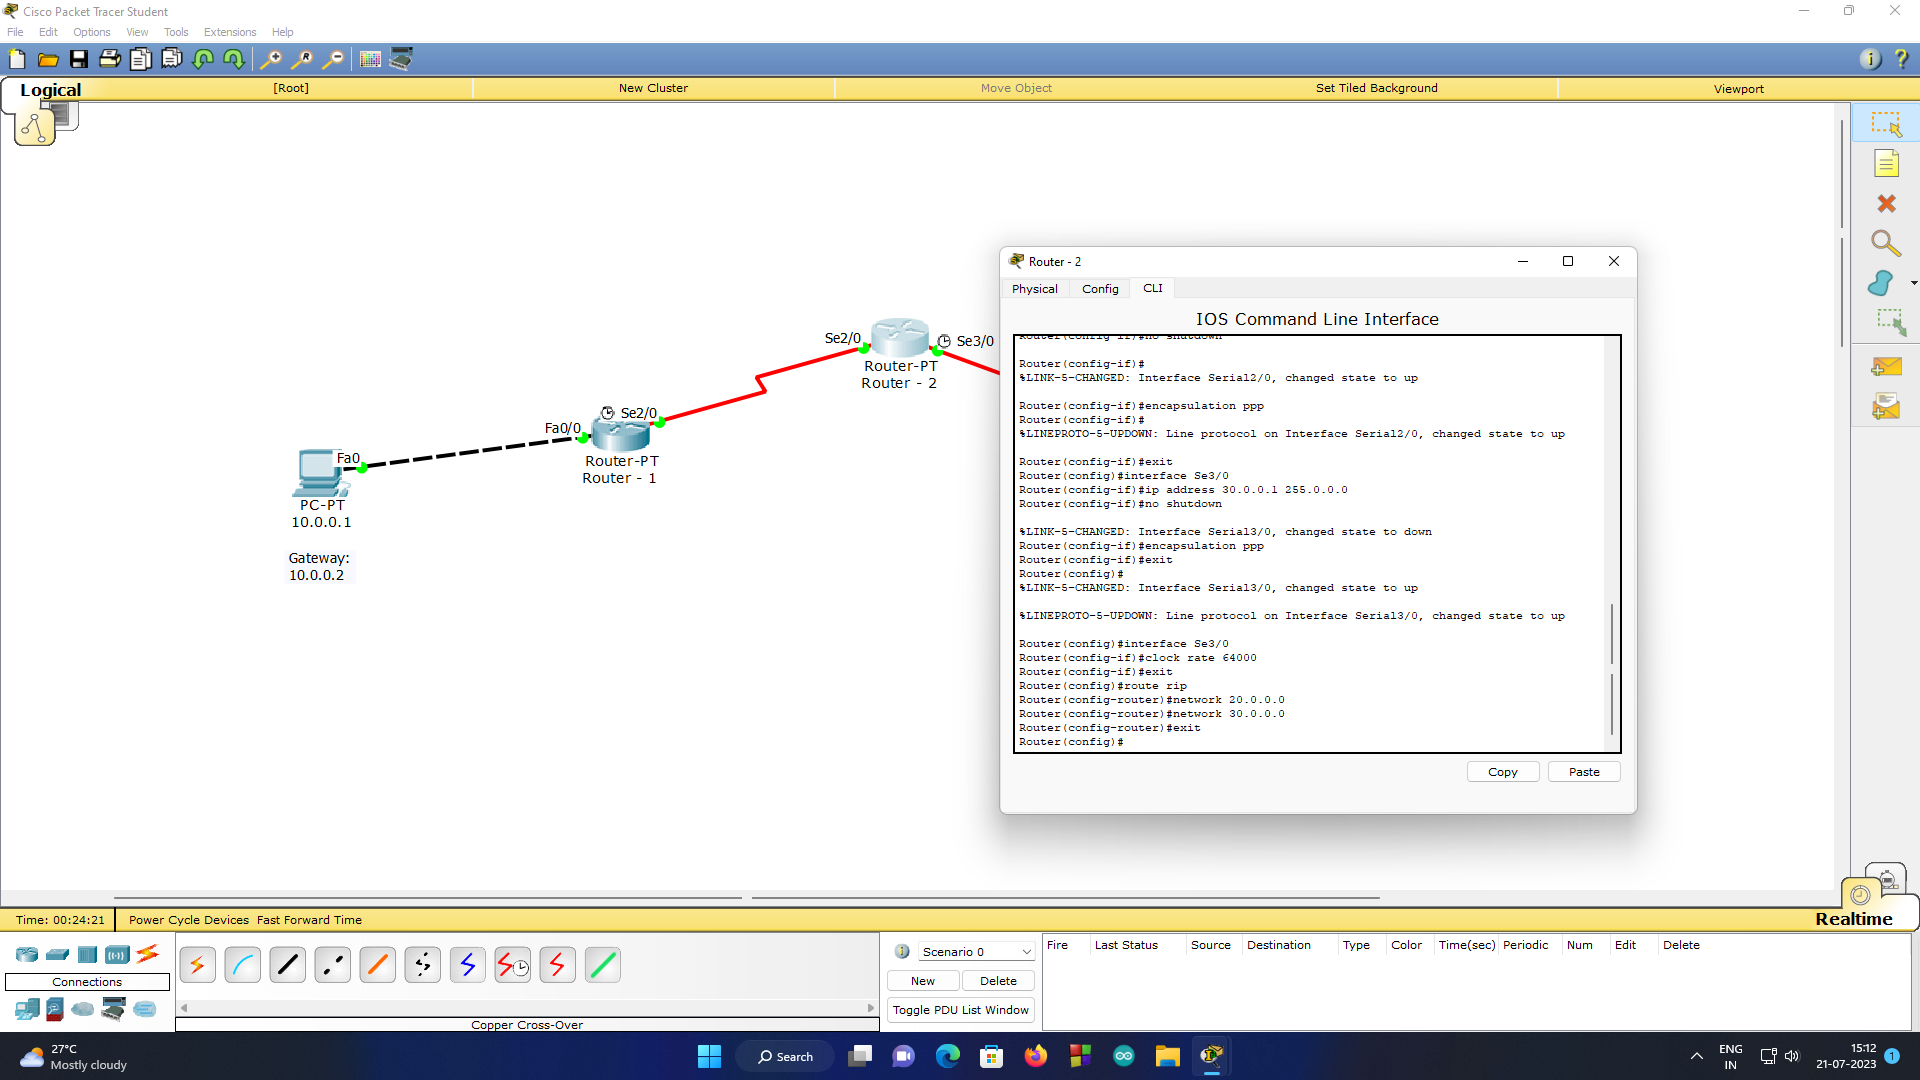 Cisco Packet Tracer Student
File Edit Options View Tools Extensions Help
Logical
[Root]
New Cluster
Move Object
Set Tiled Background
Viewport
Se2/0
Se3/0
Router-PT
Router - 2
Fa0/0
Se2/0
Router-PT
Router - 1
Fa0
PC-PT
10.0.0.1
Gateway:
10.0.0.2
Router - 2
Physical Config CLI
IOS Command Line Interface
Router(config-if)#no shutdown
Router(config-if)#
%LINK-5-CHANGED: Interface Serial2/0, changed state to up
Router(config-if)#encapsulation ppp
Router(config-if)#
%LINEPROTO-5-UPDOWN: Line protocol on Interface Serial2/0, changed state to up
Router(config-if)#exit
Router(config)#interface Se3/0
Router(config-if)#ip address 30.0.0.1 255.0.0.0
Router(config-if)#no shutdown
%LINK-5-CHANGED: Interface Serial3/0, changed state to down
Router(config-if)#encapsulation ppp
Router(config-if)#exit
Router(config)#
%LINK-5-CHANGED: Interface Serial3/0, changed state to up
%LINEPROTO-5-UPDOWN: Line protocol on Interface Serial3/0, changed state to up
Router(config)#interface Se3/0
Router(config-if)#clock rate 64000
Router(config-if)#exit
Router(config)#route rip
Router(config-router)#network 20.0.0.0
Router(config-router)#network 30.0.0.0
Router(config-router)#exit
Router(config)#
Copy Paste
Realtime
Time: 00:24:21 Power Cycle Devices Fast Forward Time
Connections
Copper Cross-Over
Scenario 0
New Delete
Toggle PDU List Window
Fire Last Status Source Destination Type Color Time(sec) Periodic Num Edit Delete
27°C
Mostly cloudy
Search
ENG
IN
15:12
21-07-2023
1